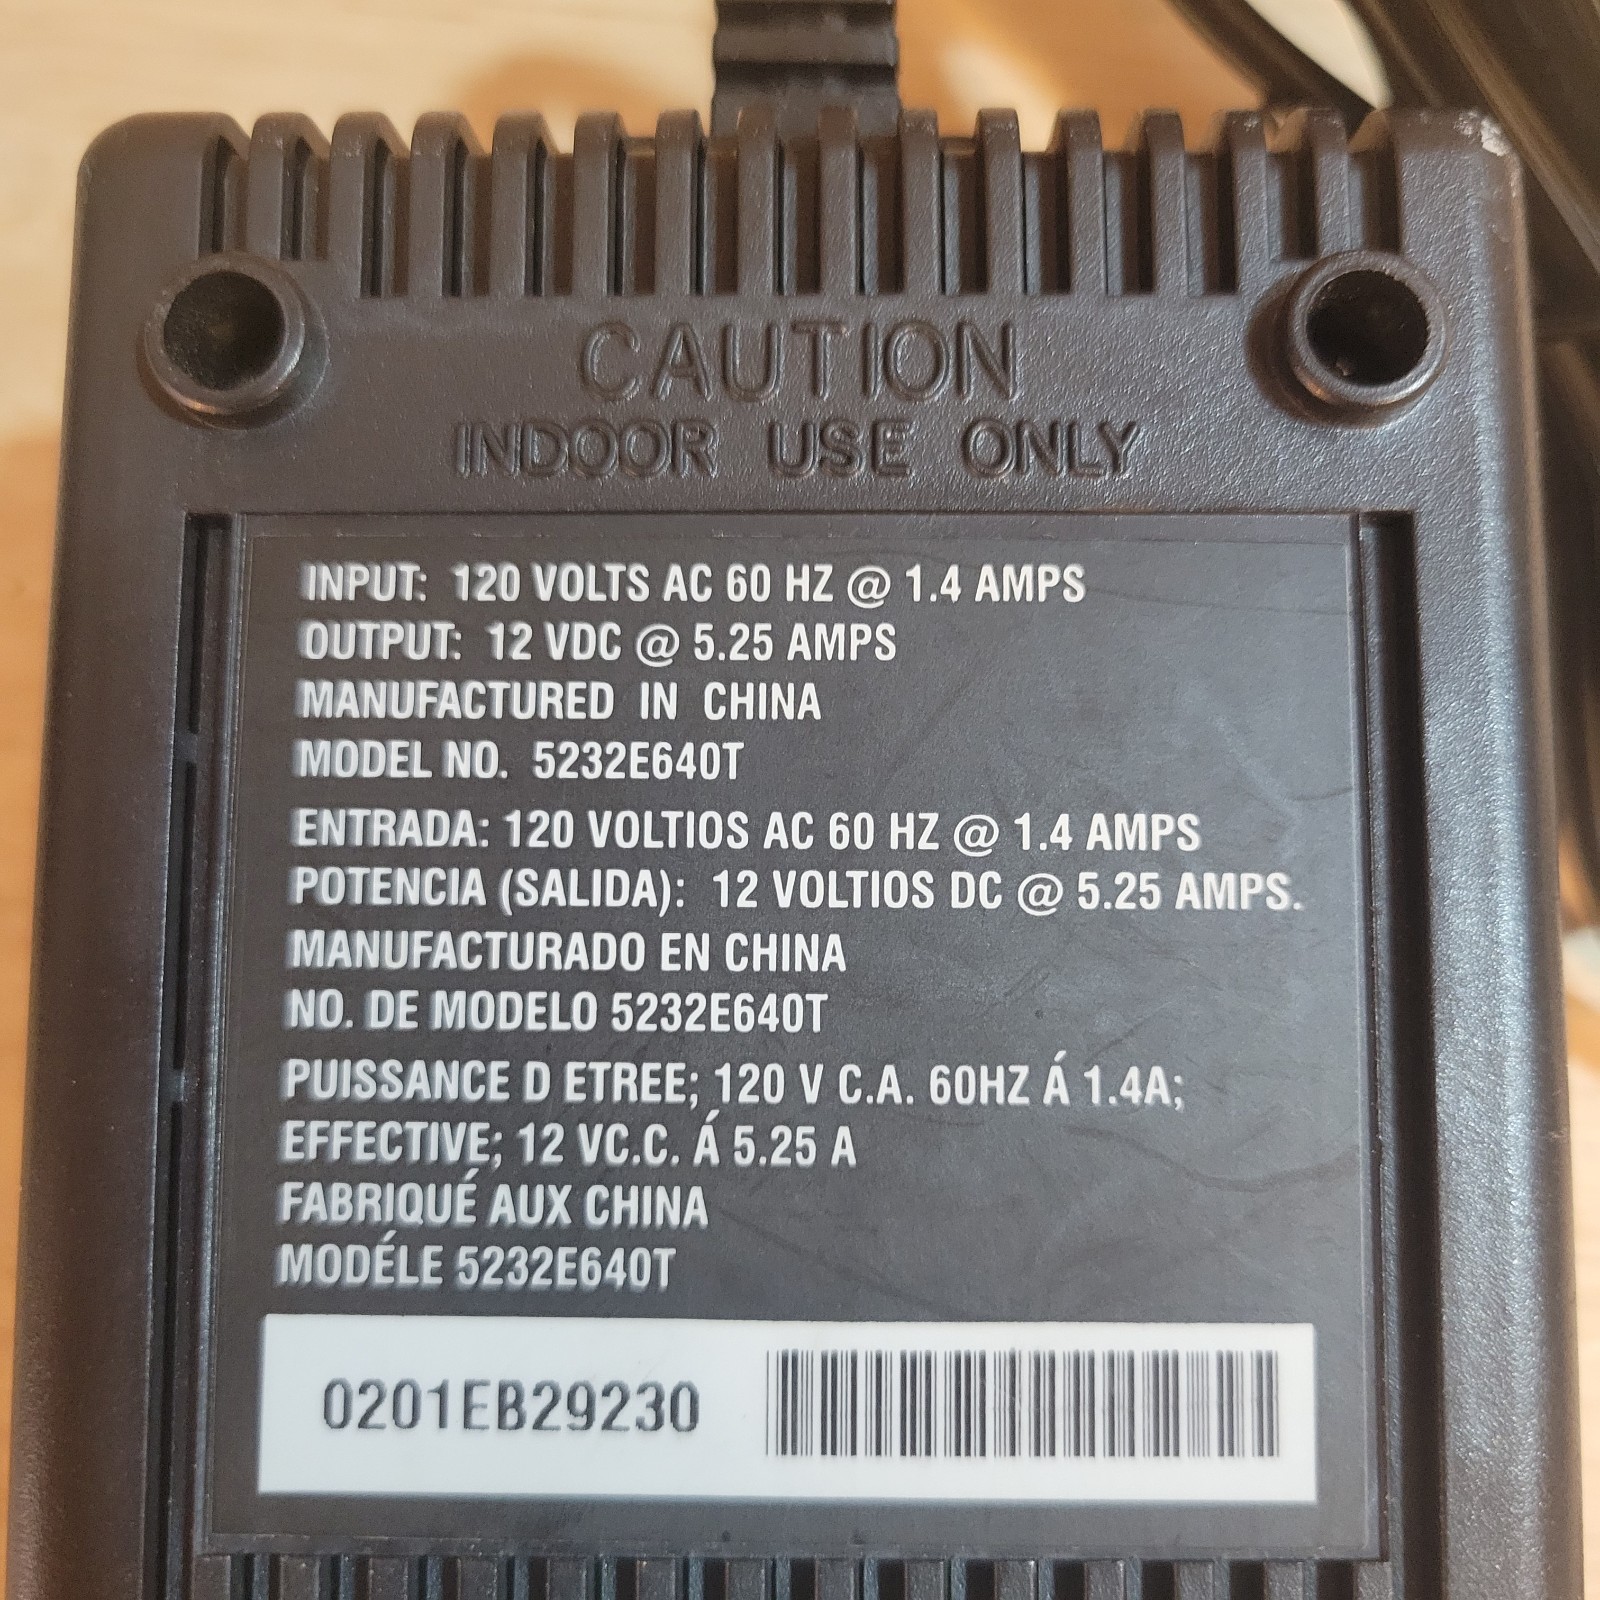 CAUTION
INDOOR USE ONLY
INPUT: 120 VOLTS AC 60 HZ @ 1.4 AMPS
OUTPUT: 12 VDC @ 5.25 AMPS
MANUFACTURED IN CHINA
MODEL NO. 5232E640T
ENTRADA: 120 VOLTIOS AC 60 HZ @ 1.4 AMPS
POTENCIA (SALIDA): 12 VOLTIOS DC @ 5.25 AMPS.
MANUFACTURADO EN CHINA
NO. DE MODELO 5232E640T
PUISSANCE D ETREE; 120 V C.A. 60HZ Á 1.4A;
EFFECTIVE; 12 VC.C. Á 5.25 A
FABRIQUÉ AUX CHINA
MODÉLE 5232E640T
0201EB29230